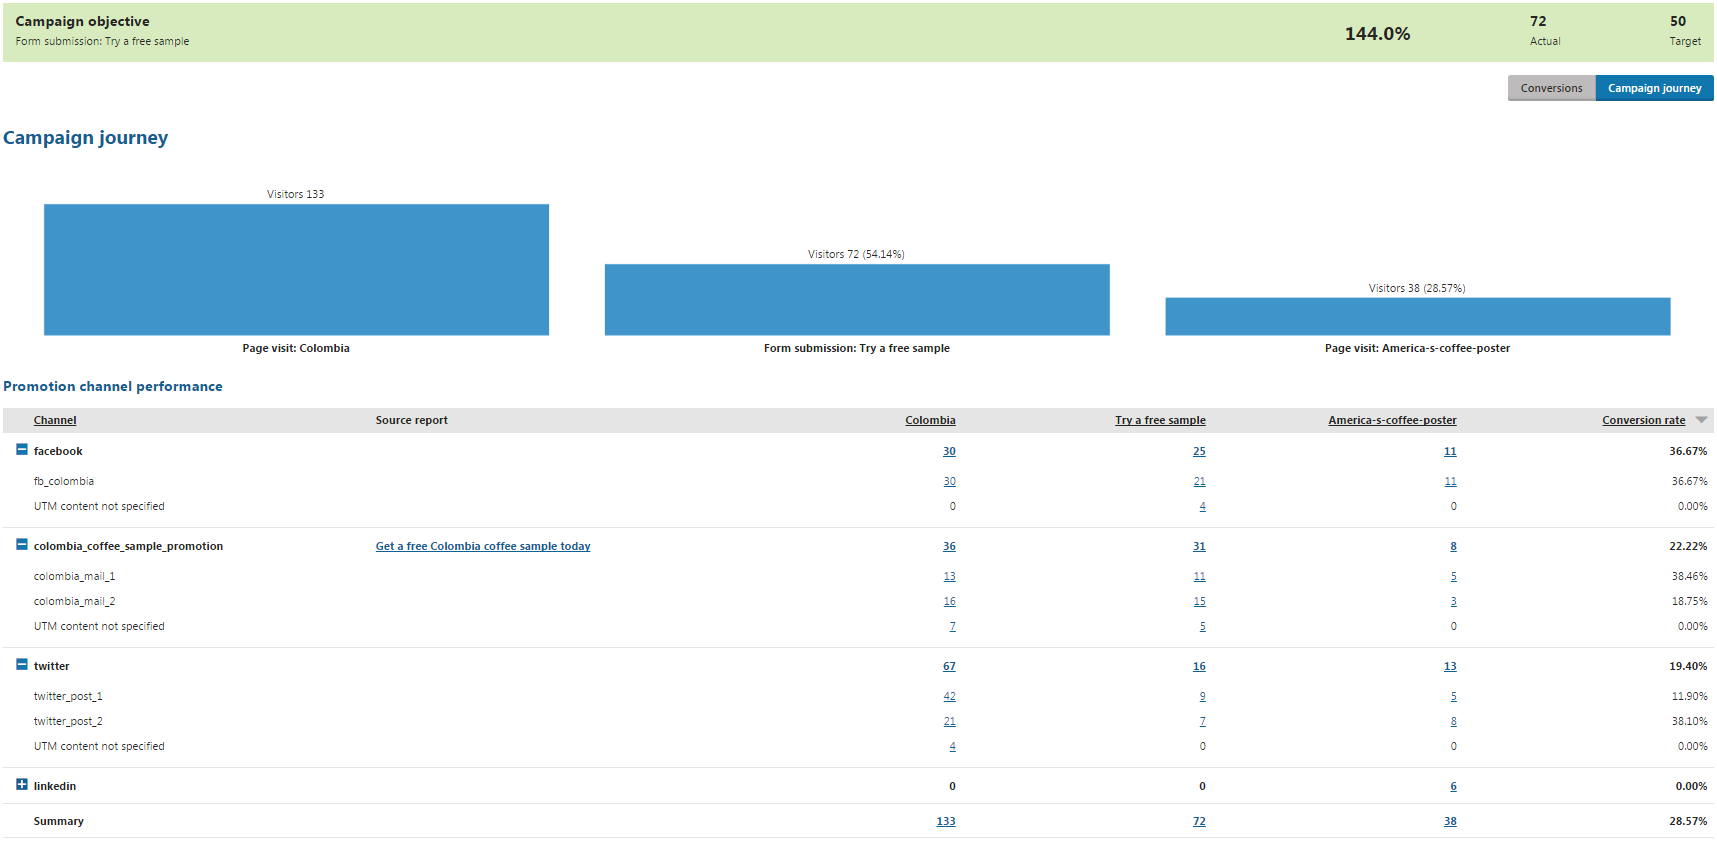 Campaign objective
Form submission: Try a free sample
144.0%
72
Actual
50
Target
Conversions
Campaign journey
Campaign journey
Visitors 133
Visitors 72 (54.14%)
Visitors 38 (28.57%)
Page visit: Colombia
Form submission: Try a free sample
Page visit: America-s-coffee-poster
Promotion channel performance
Channel Source report Colombia Try a free sample America-s-coffee-poster Conversion rate
facebook 30 25 11 36.67%
fb_colombia 30 21 11 36.67%
UTM content not specified 0 4 0 0.00%
colombia_coffee_sample_promotion Get a free Colombia coffee sample today 36 31 8 22.22%
colombia_mail_1 13 11 5 38.46%
colombia_mail_2 16 15 3 18.75%
UTM content not specified 7 5 0 0.00%
twitter 67 16 13 19.40%
twitter_post_1 42 9 5 11.90%
twitter_post_2 21 7 8 38.10%
UTM content not specified 4 0 0 0.00%
linkedin 0 0 6 0.00%
Summary 133 72 38 28.57%